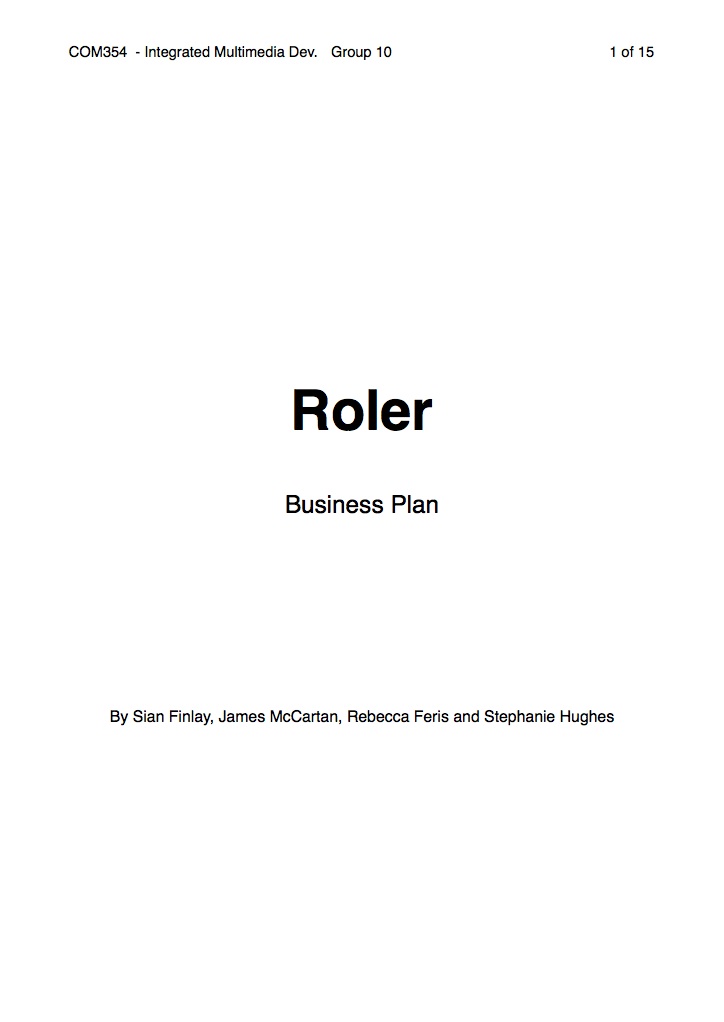 COM354  - Integrated Multimedia Dev.   Group 10   1 of 15
Roler
Business Plan
By Sian Finlay, James McCartan, Rebecca Feris and Stephanie Hughes